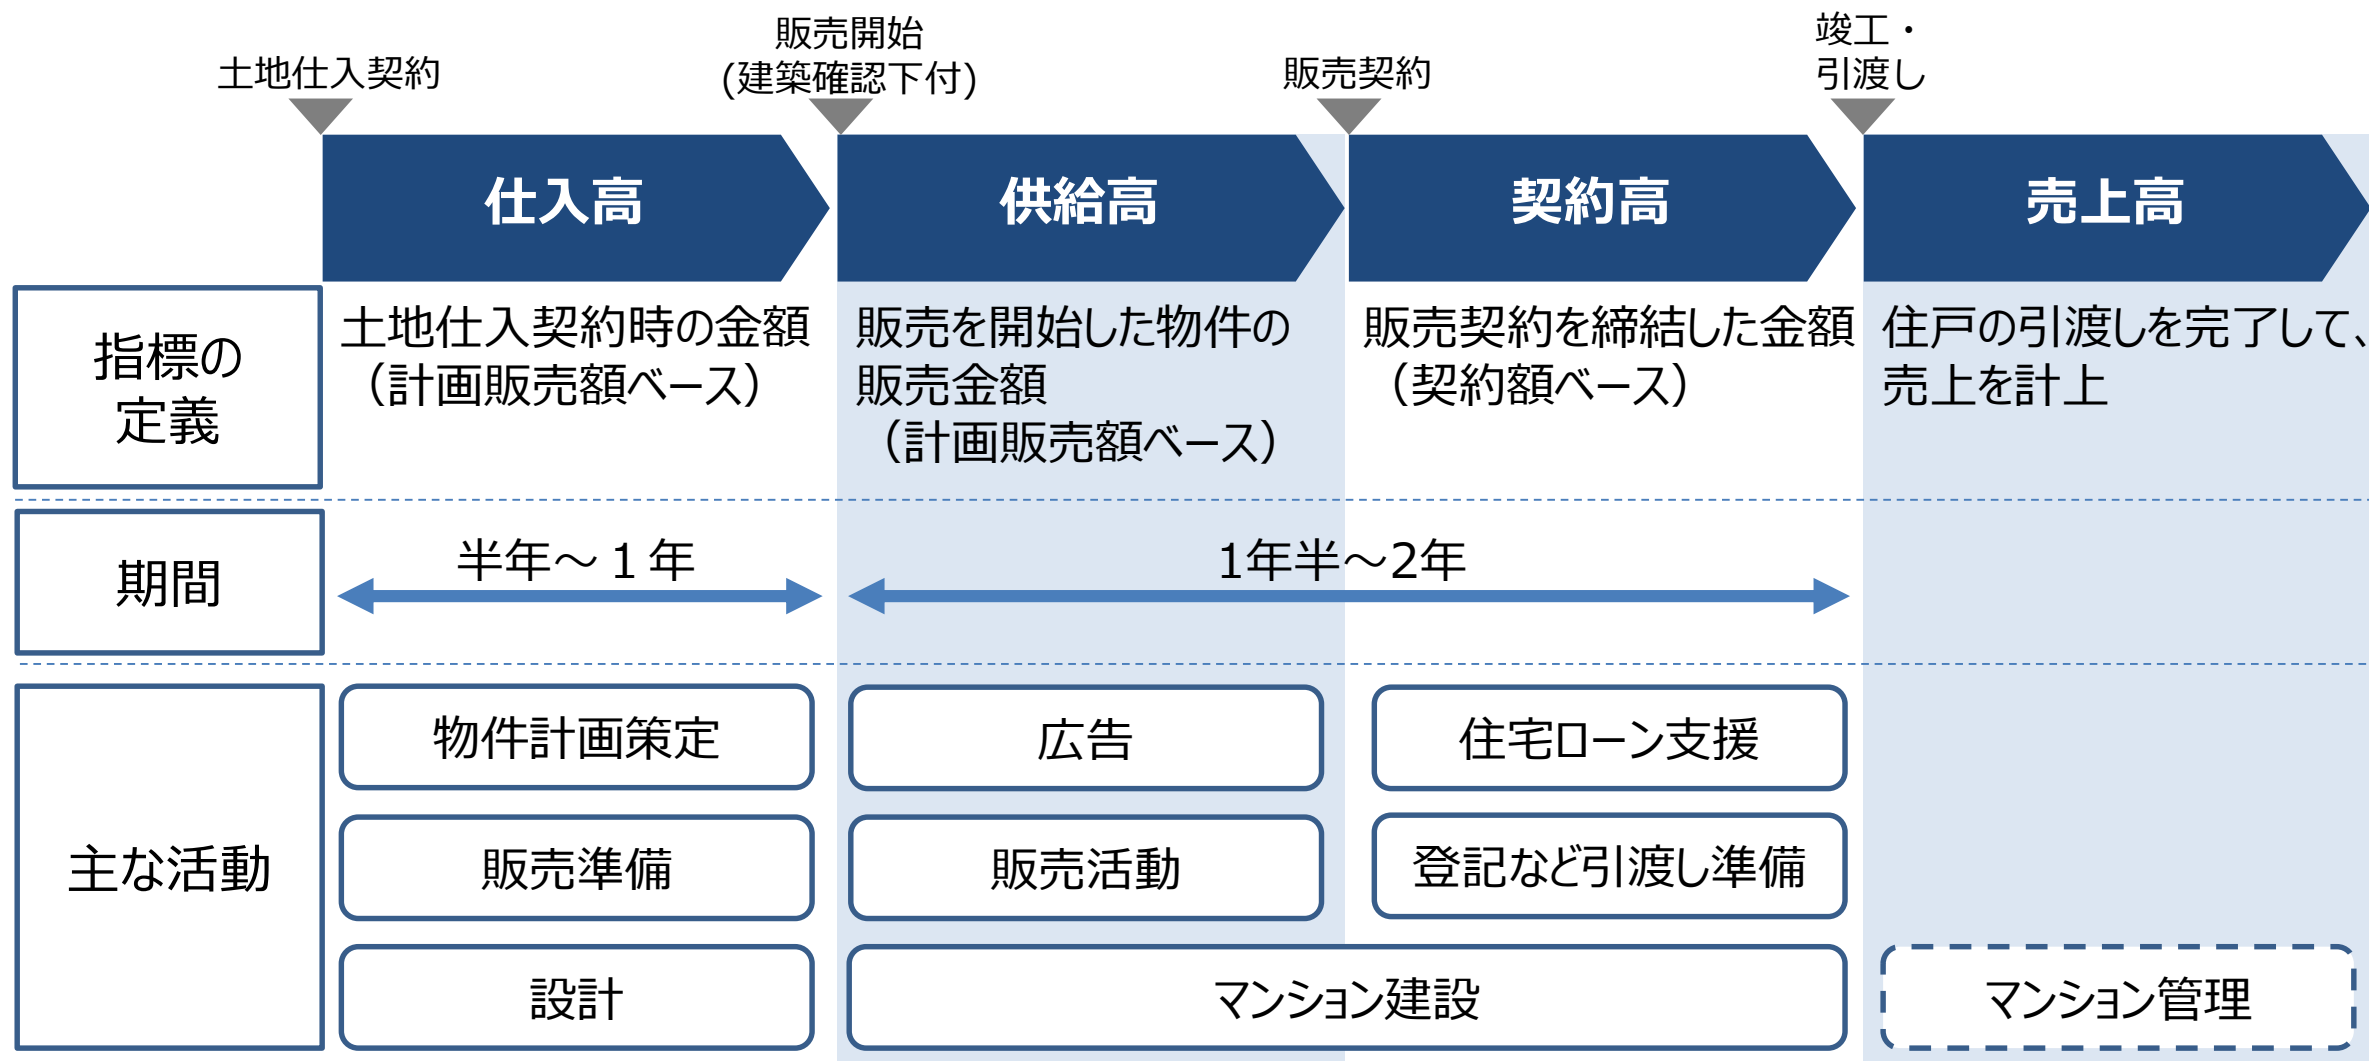 土地仕入契約
販売開始
(建築確認下付)
販売契約
竣工・
引渡し
仕入高
供給高
契約高
売上高
指標の
定義
土地仕入契約時の金額
（計画販売額ベース）
販売を開始した物件の
販売金額
（計画販売額ベース）
販売契約を締結した金額
（契約額ベース）
住戸の引渡しを完了して、
売上を計上
期間
半年～１年
1年半～2年
主な活動
物件計画策定
広告
住宅ローン支援
販売準備
販売活動
登記など引渡し準備
設計
マンション建設
マンション管理